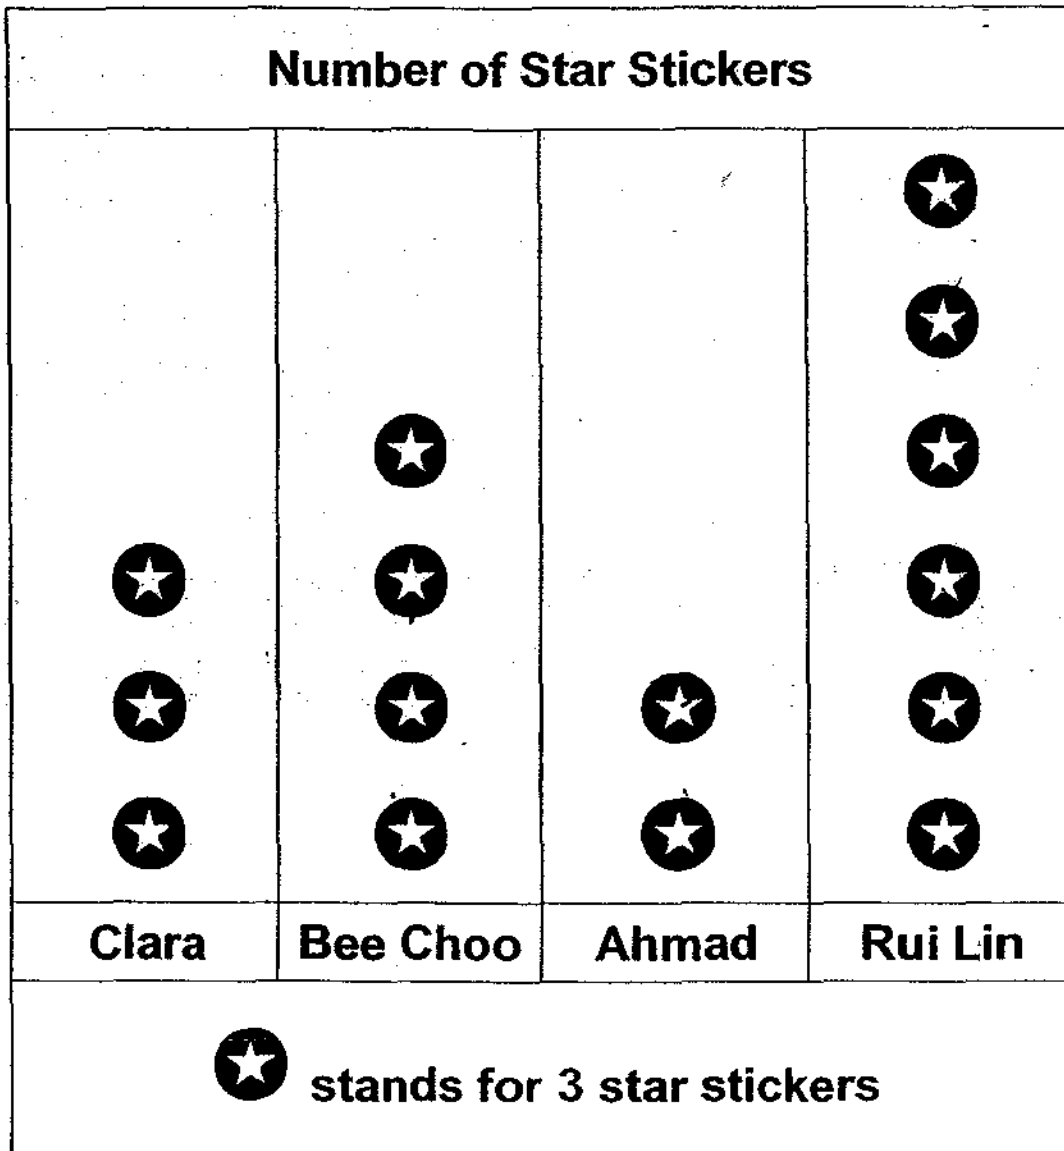 Number of Star Stickers
Clara
Bee Choo
Ahmad
Rui Lin
stands for 3 star stickers